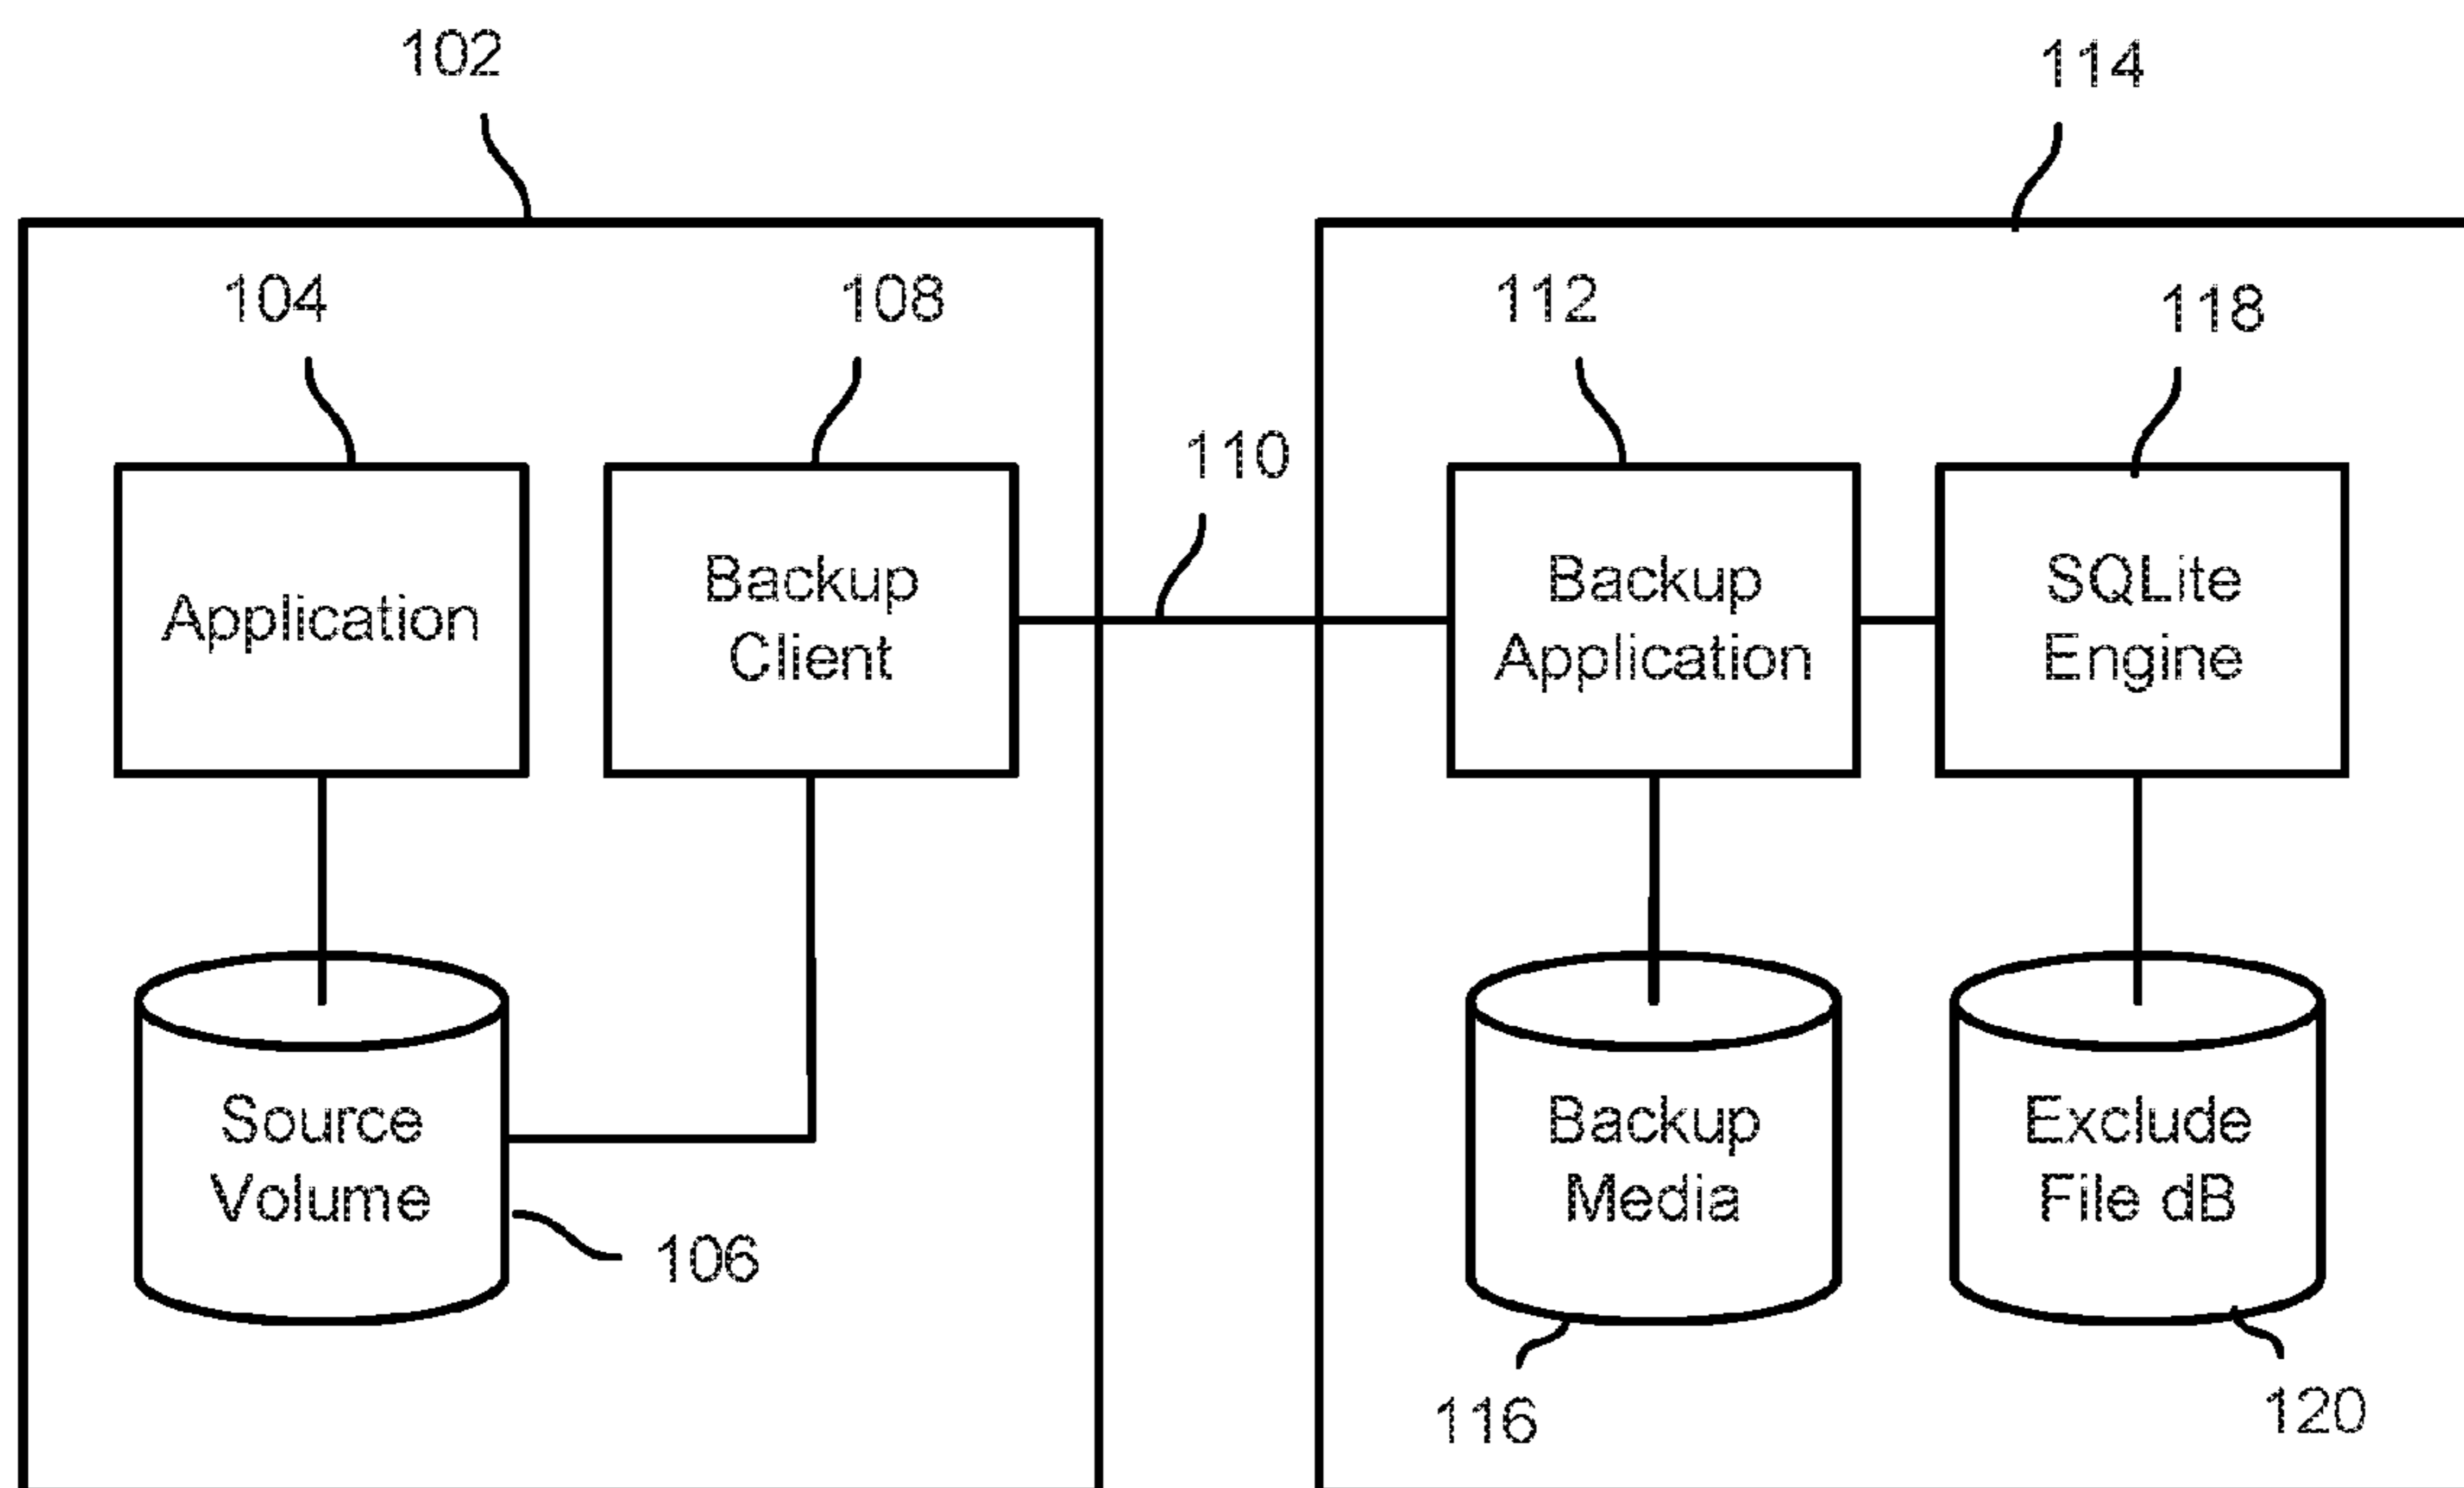 102
114
104
108
112
118
110
Application
Backup
Client
Backup
Application
SQLite
Engine
Source
Volume
Backup
Media
Exclude
File dB
106
116
120